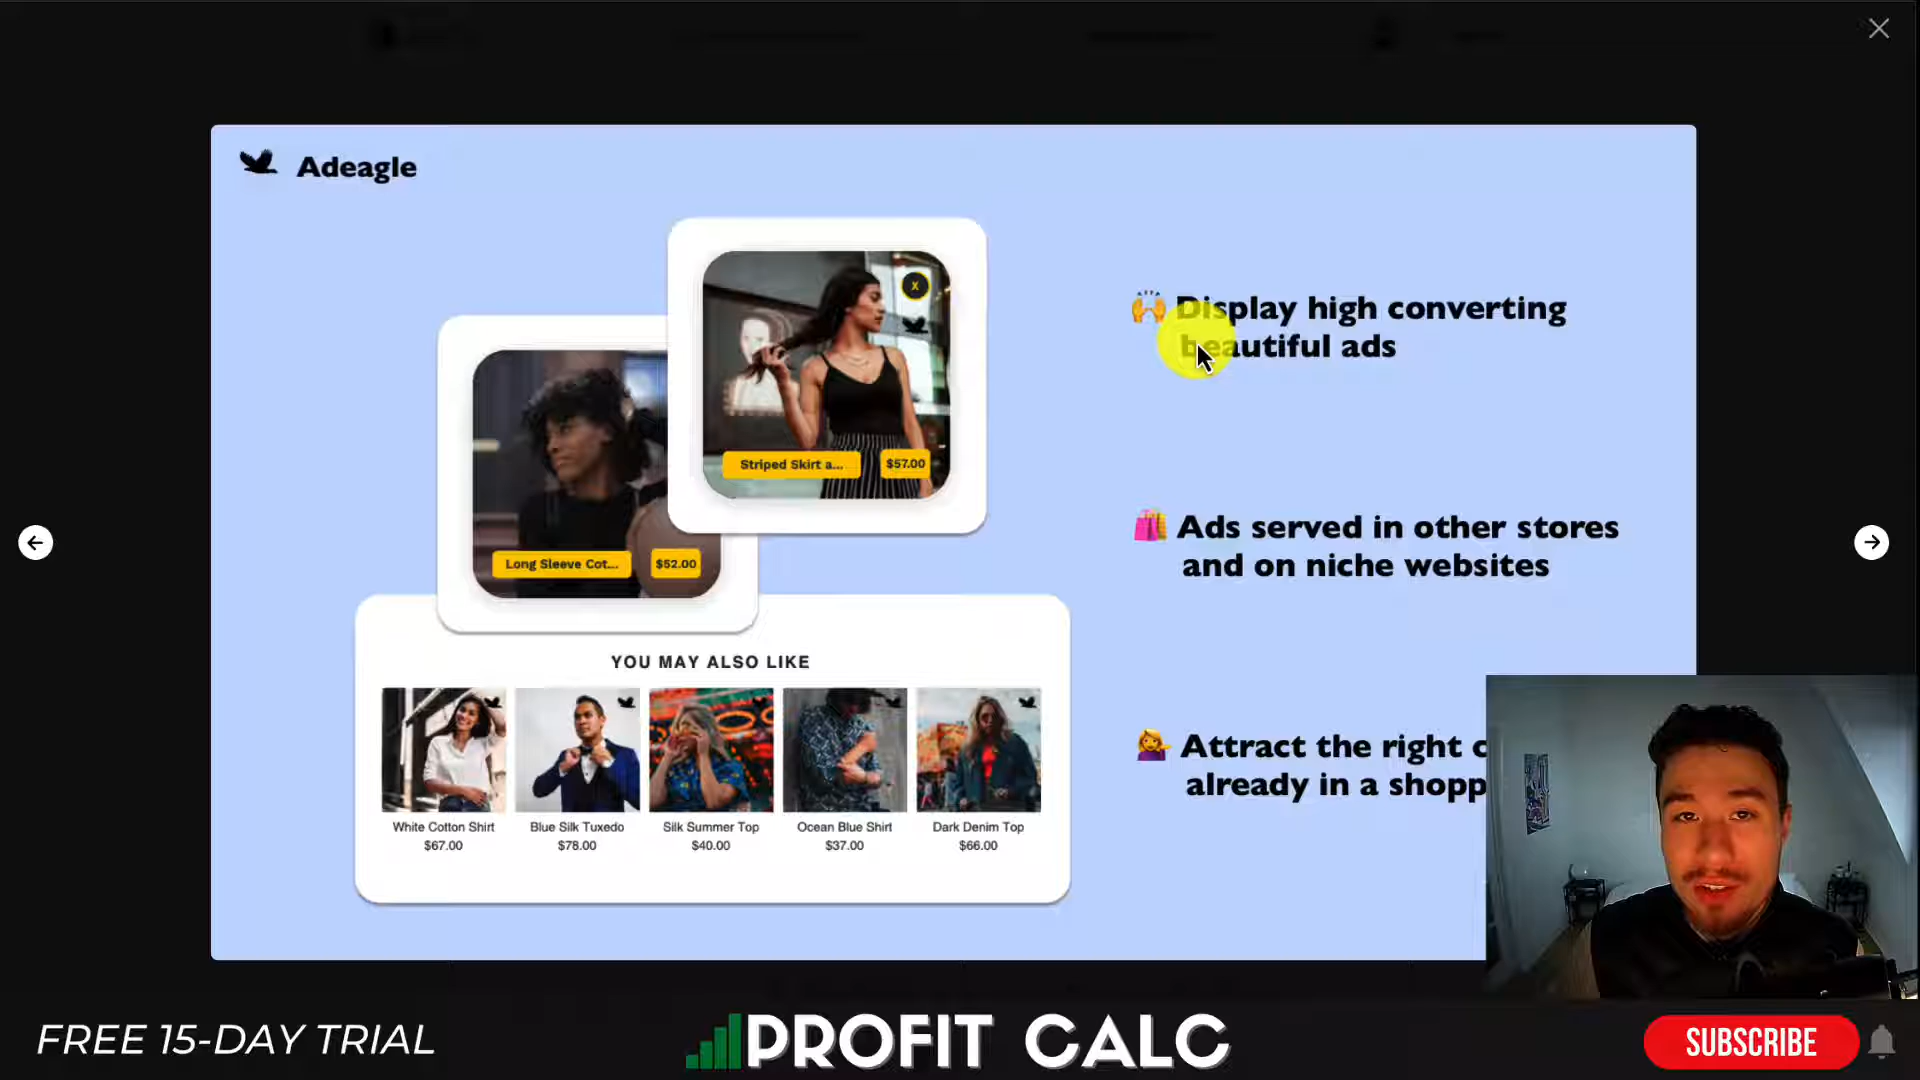 Adeagle
X
Striped Skirt a...
$57.00
Long Sleeve Cot...
$52.00
YOU MAY ALSO LIKE
White Cotton Shirt
$67.00
Blue Silk Tuxedo
$78.00
Silk Summer Top
$40.00
Ocean Blue Shirt
$37.00
Dark Denim Top
$66.00
🙌 Display high converting
beautiful ads
🛍️ Ads served in other stores
and on niche websites
💁‍♀️ Attract the right
already in a shopp
FREE 15-DAY TRIAL
PROFIT CALC
SUBSCRIBE